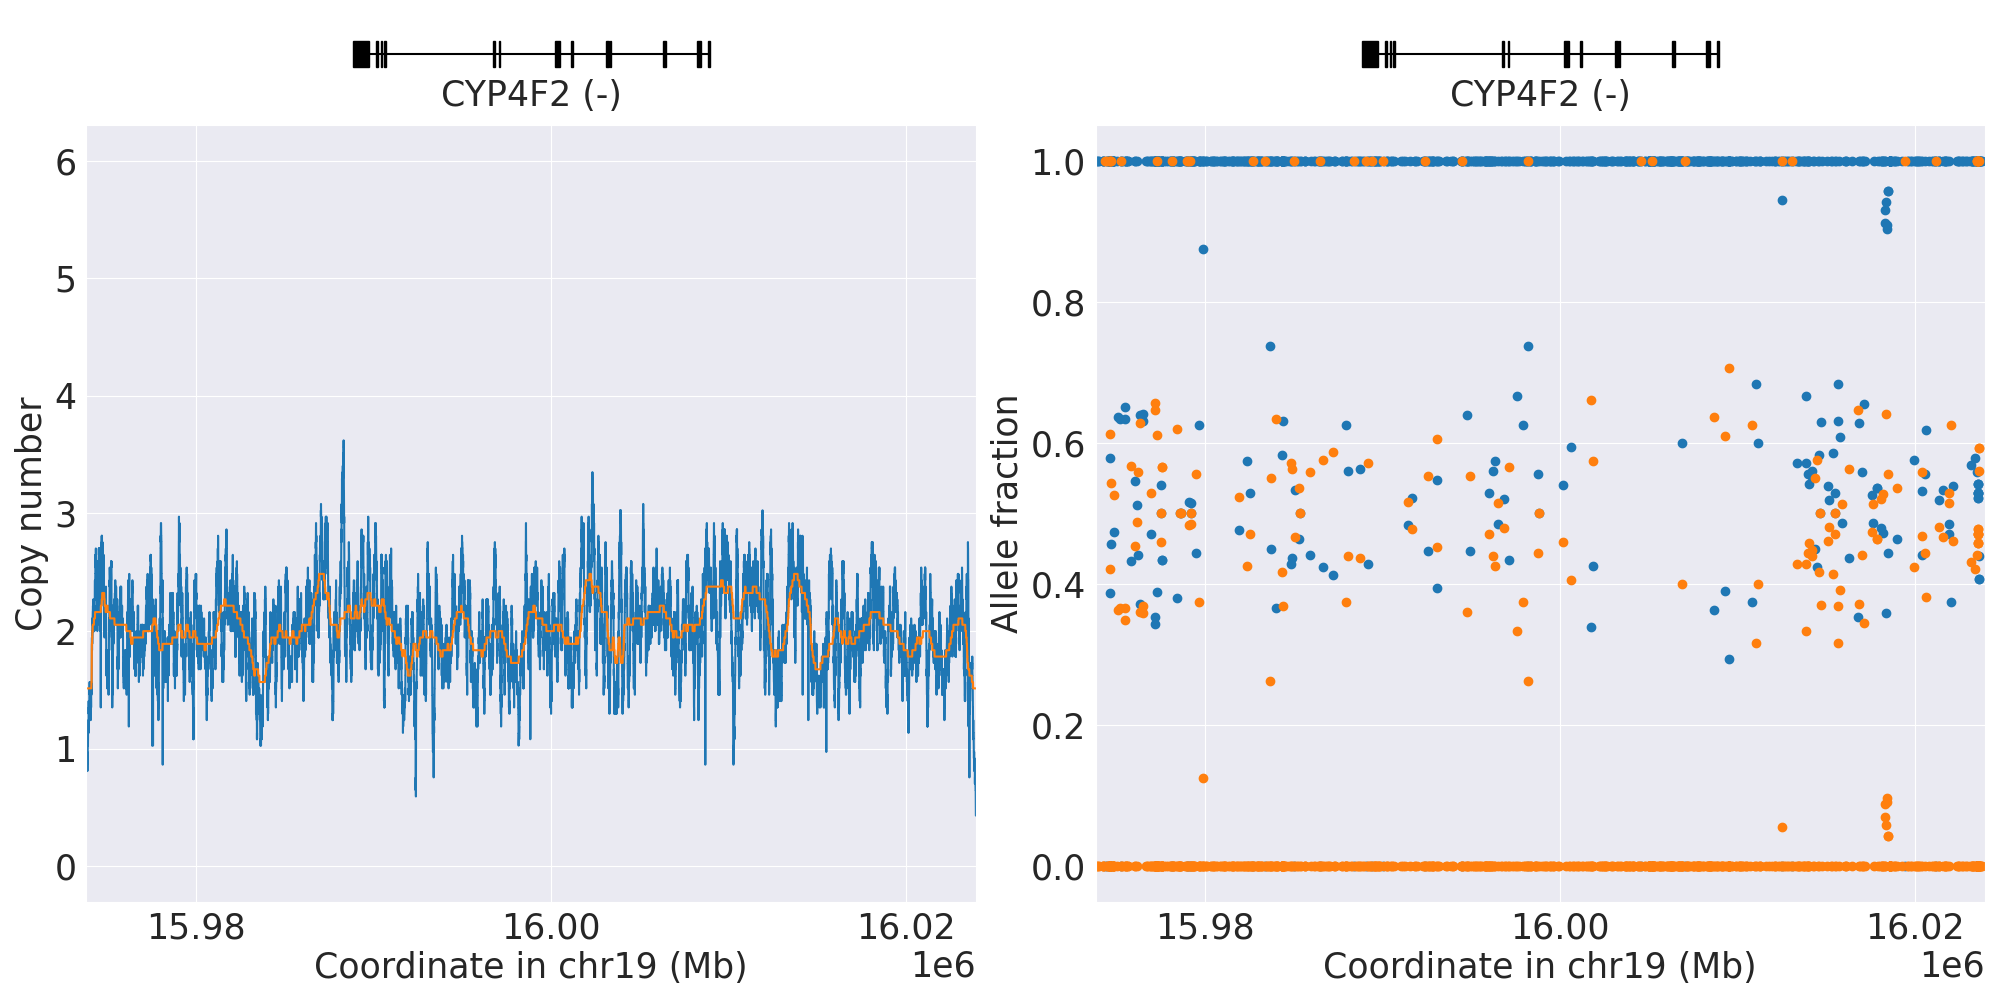 CYP4F2 (-)
Copy number
6
5
4
3
2
1
0
15.98
16.00
16.02
Coordinate in chr19 (Mb)
1e6
CYP4F2 (-)
Allele fraction
1.0
0.8
0.6
0.4
0.2
0.0
15.98
16.00
16.02
Coordinate in chr19 (Mb)
1e6